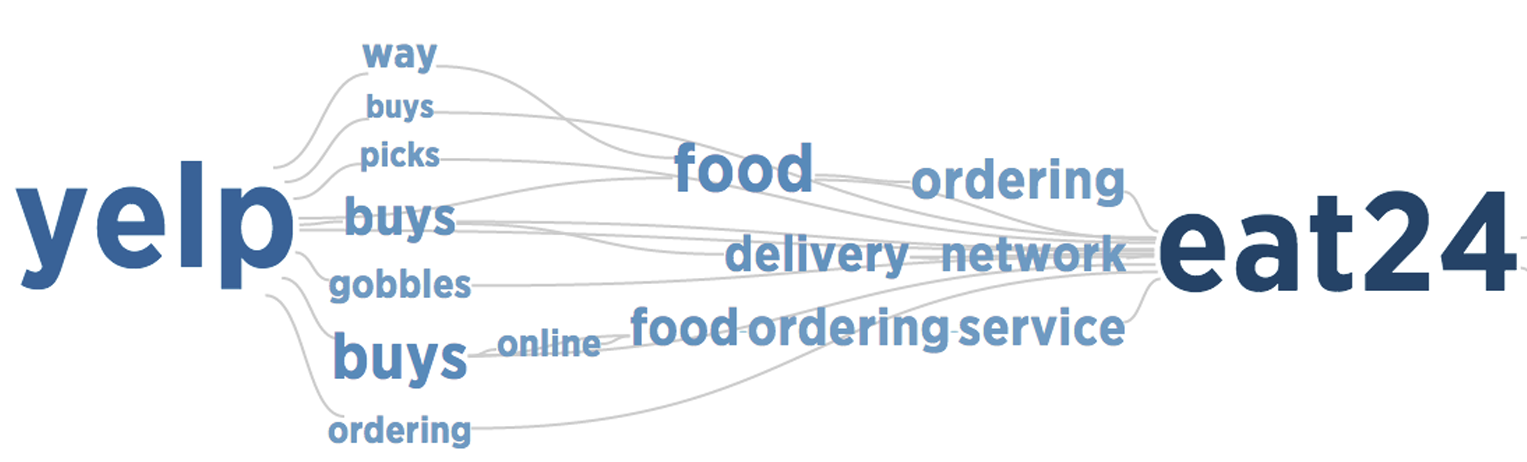 yelp
way
buys
picks
buys
gobbles
buys
ordering
online
food
ordering
delivery network
food ordering service
eat24